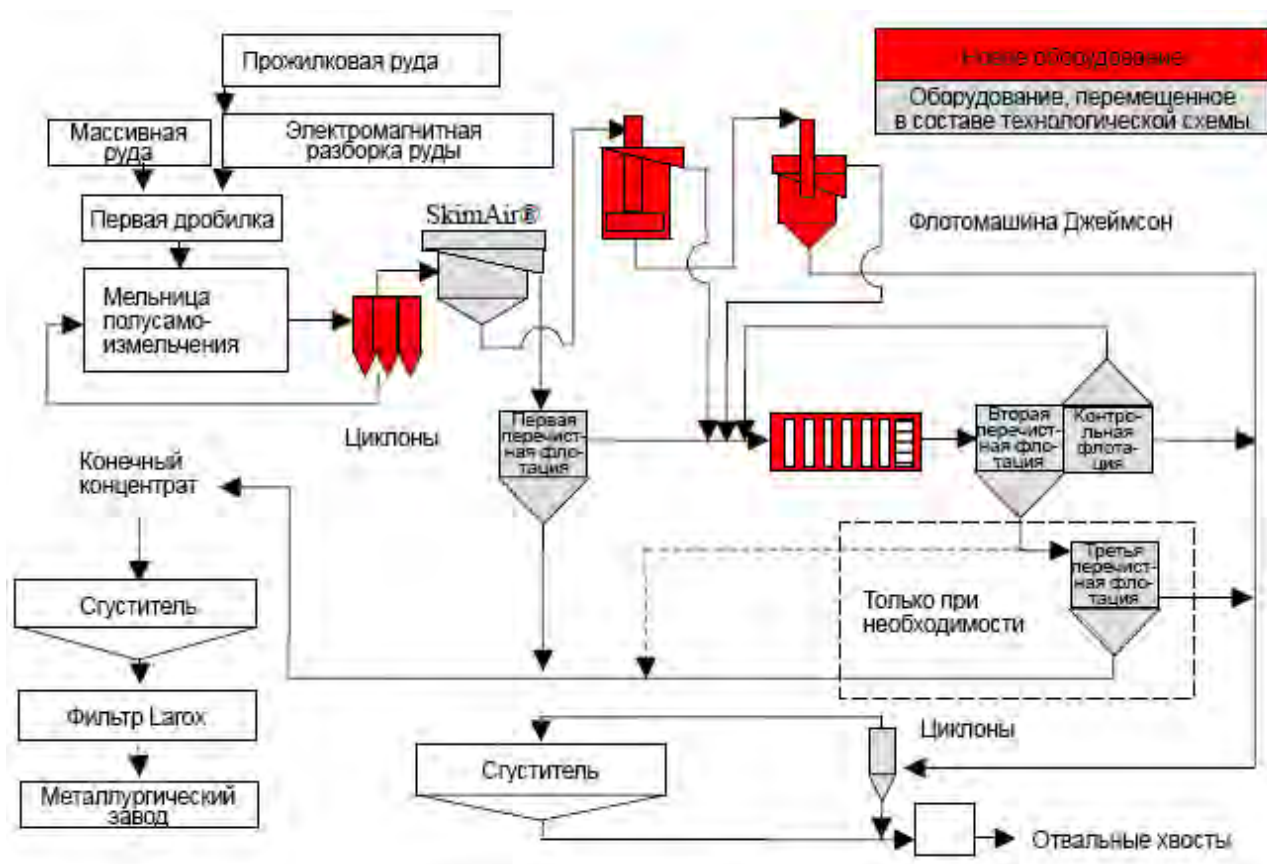 Прожилковая руда
Новое оборудование
Оборудование, перемещенное
в составе технологической схемы.
Массивная
руда
Электромагнитная
разборка руды
SkimAir®
Первая дробилка
Флотомашина Джеймсон
Мельница
полусамо-
измельчения
Циклоны
Первая
перечист-
ная фло-
тация
Вторая
перечист-
ная фло-
тация
Контро-
льная
флота-
ция
Конечный
концентрат
Третья
перечист-
ная фло-
тация
Только при
необходимости
Сгуститель
Фильтр Larox
Циклоны
Сгуститель
Металлургический
завод
Отвальные хвосты